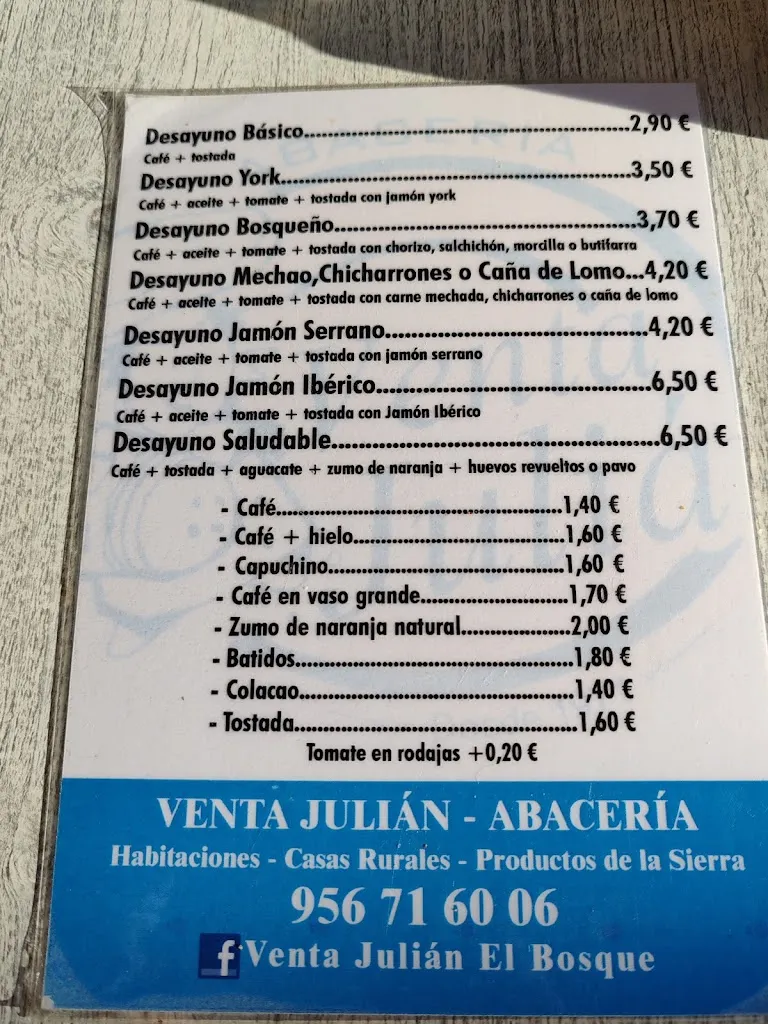 Desayuno Básico..............................................................2,90 €
Café + tostada
Desayuno York..................................................................3,50 €
Café + aceite + tomate + tostada con jamón york
Desayuno Bosqueño.........................................................3,70 €
Café + aceite + tomate + tostada con chorizo, salchichón, morcilla o butifarra
Desayuno Mechao,Chicharrones o Caña de Lomo...4,20 €
Café + aceite + tomate + tostada con carne mechada, chicharrones o caña de lomo
Desayuno Jamón Serrano................................................4,20 €
Café + aceite + tomate + tostada con jamón serrano
Desayuno Jamón Ibérico..................................................6,50 €
Café + aceite + tomate + tostada con Jamón Ibérico
Desayuno Saludable...........................................................6,50 €
Café + tostada + aguacate + zumo de naranja + huevos revueltos o pavo
- Café....................................................1,40 €
- Café + hielo.......................................1,60 €
- Capuchino...........................................1,60 €
- Café en vaso grande..........................1,70 €
- Zumo de naranja natural....................2,00 €
- Batidos.................................................1,80 €
- Colacao.................................................1,40 €
- Tostada..................................................1,60 €
Tomate en rodajas +0,20 €
VENTA JULIÁN - ABACERÍA
Habitaciones - Casas Rurales - Productos de la Sierra
956 71 60 06
f Venta Julián El Bosque